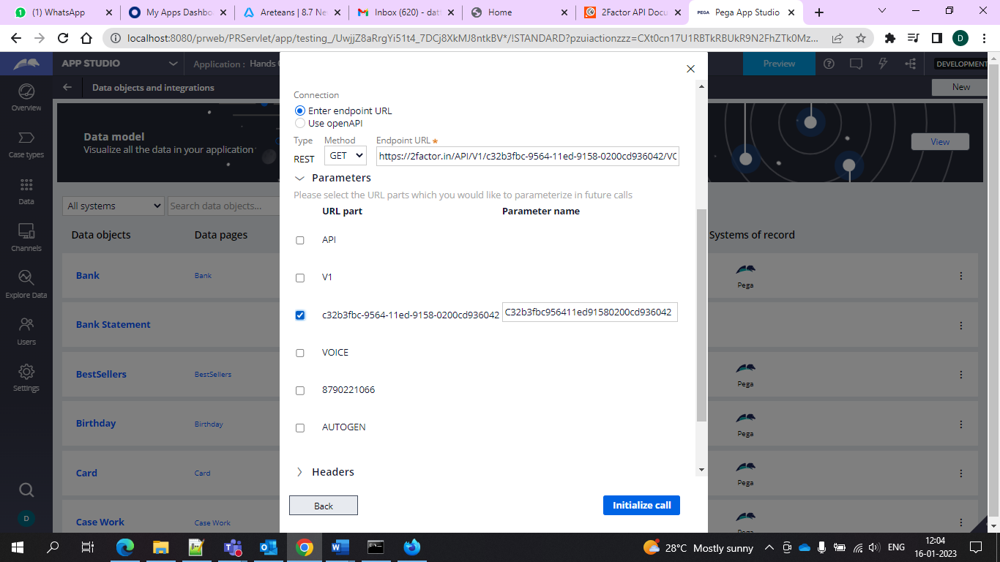 (1) WhatsApp
My Apps Dashbo
Areteans | 8.7 Ne
Inbox (620) - dat
Home
2Factor API Docu
PEGA Pega App Studio
localhost:8080/prweb/PRServlet/app/testing_/UwjjZ8aRrgYi51t4_7DCj8XkMJ8ntkBV*/!STANDARD?pzuiactionzzz=CXt0cn17U1RBTkRBUkR9N2FhZTk0Mz...
D
APP STUDIO
Application : Hands
Preview
DEVELOPMENT
Data objects and integrations
New
Overview
Case types
Data
Channels
Explore Data
Users
Settings
D
Data model
Visualize all the data in your application
View
All systems
Search data objects...
Data objects Data pages Systems of record
Bank Bank Pega
Bank Statement
BestSellers BestSellers Pega
Birthday Birthday Pega
Card Card Pega
Case Work Case Work Pega
Connection
Enter endpoint URL
Use openAPI
Type Method Endpoint URL
REST GET https://2factor.in/API/V1/c32b3fbc-9564-11ed-9158-0200cd936042/VO
Parameters
Please select the URL parts which you would like to parameterize in future calls
URL part Parameter name
API
V1
c32b3fbc-9564-11ed-9158-0200cd936042 C32b3fbc956411ed91580200cd936042
VOICE
8790221066
AUTOGEN
Headers
Back
Initialize call
28°C Mostly sunny
ENG
12:04
16-01-2023